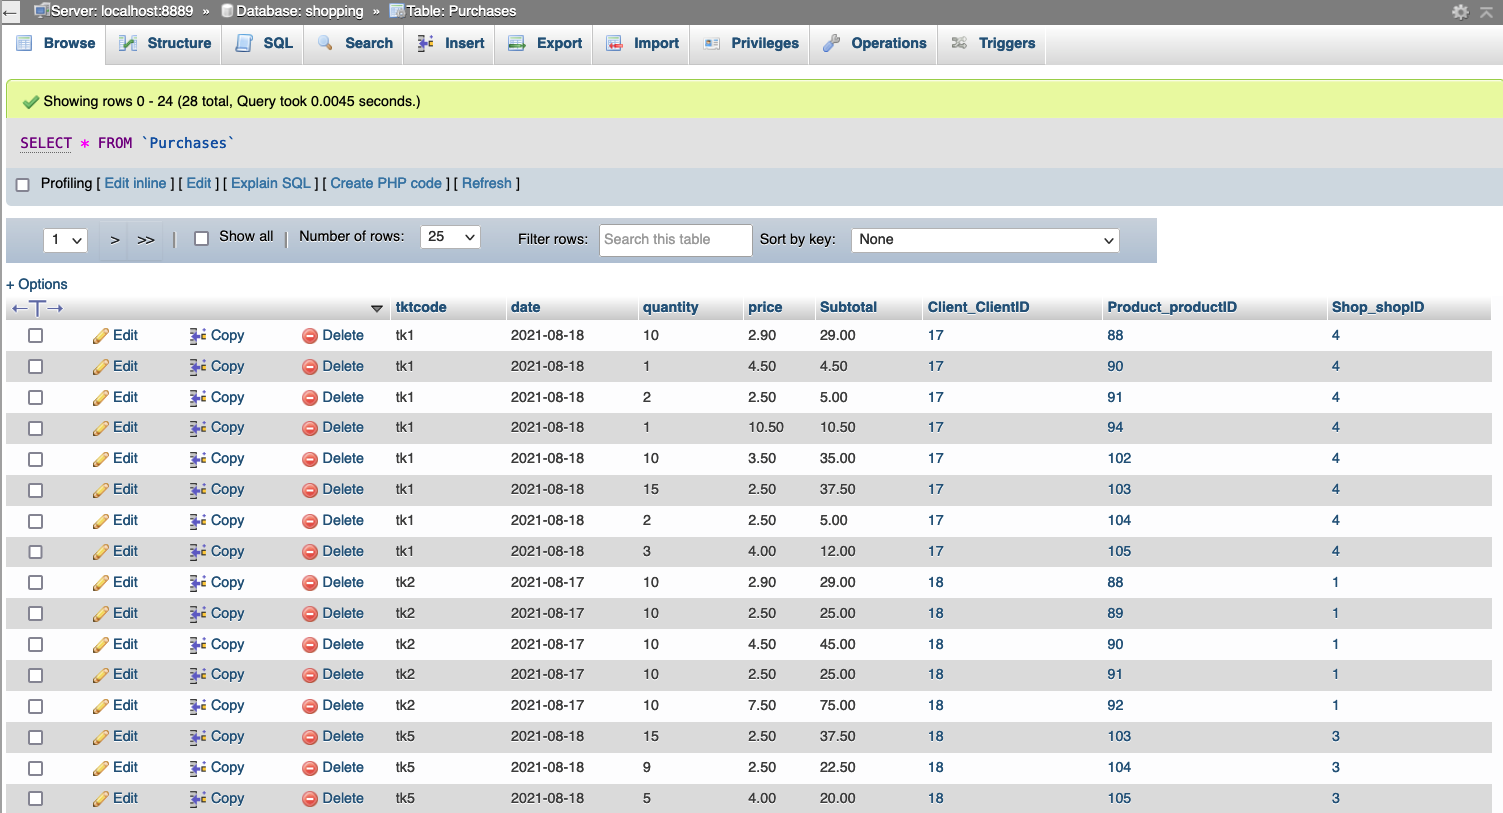 Server: localhost:8889 » Database: shopping » Table: Purchases
Browse Structure SQL Search Insert Export Import Privileges Operations Triggers
Showing rows 0 - 24 (28 total, Query took 0.0045 seconds.)
SELECT * FROM `Purchases`
Profiling [ Edit inline ] [ Edit ] [ Explain SQL ] [ Create PHP code ] [ Refresh ]
1 > >> | Show all | Number of rows: 25 Filter rows: Search this table Sort by key: None
+ Options
←T→ tktcode date quantity price Subtotal Client_ClientID Product_productID Shop_shopID
Edit Copy Delete tk1 2021-08-18 10 2.90 29.00 17 88 4
Edit Copy Delete tk1 2021-08-18 1 4.50 4.50 17 90 4
Edit Copy Delete tk1 2021-08-18 2 2.50 5.00 17 91 4
Edit Copy Delete tk1 2021-08-18 1 10.50 10.50 17 94 4
Edit Copy Delete tk1 2021-08-18 10 3.50 35.00 17 102 4
Edit Copy Delete tk1 2021-08-18 15 2.50 37.50 17 103 4
Edit Copy Delete tk1 2021-08-18 2 2.50 5.00 17 104 4
Edit Copy Delete tk1 2021-08-18 3 4.00 12.00 17 105 4
Edit Copy Delete tk2 2021-08-17 10 2.90 29.00 18 88 1
Edit Copy Delete tk2 2021-08-17 10 2.50 25.00 18 89 1
Edit Copy Delete tk2 2021-08-17 10 4.50 45.00 18 90 1
Edit Copy Delete tk2 2021-08-17 10 2.50 25.00 18 91 1
Edit Copy Delete tk2 2021-08-17 10 7.50 75.00 18 92 1
Edit Copy Delete tk5 2021-08-18 15 2.50 37.50 18 103 3
Edit Copy Delete tk5 2021-08-18 9 2.50 22.50 18 104 3
Edit Copy Delete tk5 2021-08-18 5 4.00 20.00 18 105 3